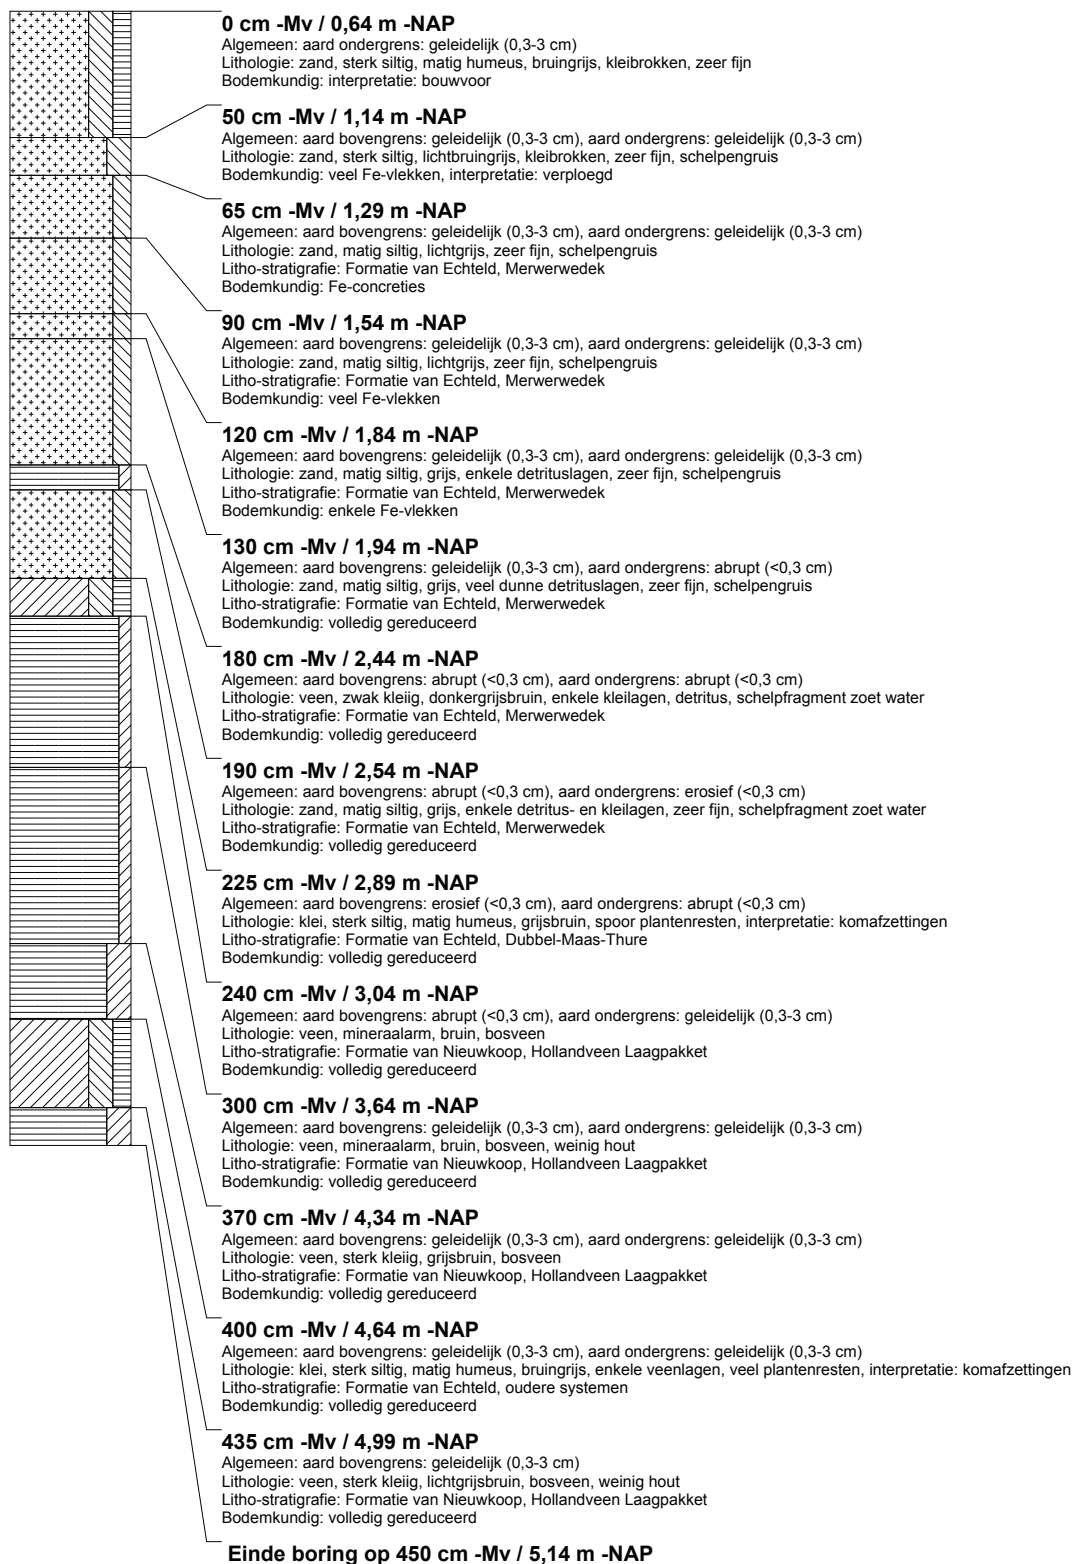 0 cm -Mv / 0,64 m -NAP
Algemeen: aard ondergrens: geleidelijk (0,3-3 cm)
Lithologie: zand, sterk siltig, matig humeus, bruingrijs, kleibrokken, zeer fijn
Bodemkundig: interpretatie: bouwvoor
50 cm -Mv / 1,14 m -NAP
Algemeen: aard bovengrens: geleidelijk (0,3-3 cm), aard ondergrens: geleidelijk (0,3-3 cm)
Lithologie: zand, sterk siltig, lichtbruingrijs, kleibrokken, zeer fijn, schelpengruis
Bodemkundig: veel Fe-vlekken, interpretatie: verploegd
65 cm -Mv / 1,29 m -NAP
Algemeen: aard bovengrens: geleidelijk (0,3-3 cm), aard ondergrens: geleidelijk (0,3-3 cm)
Lithologie: zand, matig siltig, lichtgrijs, zeer fijn, schelpengruis
Litho-stratigrafie: Formatie van Echteld, Merwerwedek
Bodemkundig: Fe-concreties
90 cm -Mv / 1,54 m -NAP
Algemeen: aard bovengrens: geleidelijk (0,3-3 cm), aard ondergrens: geleidelijk (0,3-3 cm)
Lithologie: zand, matig siltig, lichtgrijs, zeer fijn, schelpengruis
Litho-stratigrafie: Formatie van Echteld, Merwerwedek
Bodemkundig: veel Fe-vlekken
120 cm -Mv / 1,84 m -NAP
Algemeen: aard bovengrens: geleidelijk (0,3-3 cm), aard ondergrens: geleidelijk (0,3-3 cm)
Lithologie: zand, matig siltig, grijs, enkele detrituslagen, zeer fijn, schelpengruis
Litho-stratigrafie: Formatie van Echteld, Merwerwedek
Bodemkundig: enkele Fe-vlekken
130 cm -Mv / 1,94 m -NAP
Algemeen: aard bovengrens: geleidelijk (0,3-3 cm), aard ondergrens: abrupt (<0,3 cm)
Lithologie: zand, matig siltig, grijs, veel dunne detrituslagen, zeer fijn, schelpengruis
Litho-stratigrafie: Formatie van Echteld, Merwerwedek
Bodemkundig: volledig gereduceerd
180 cm -Mv / 2,44 m -NAP
Algemeen: aard bovengrens: abrupt (<0,3 cm), aard ondergrens: abrupt (<0,3 cm)
Lithologie: veen, zwak kleiig, donkergrijsbruin, enkele kleilagen, detritus, schelpfragment zoet water
Litho-stratigrafie: Formatie van Echteld, Merwerwedek
Bodemkundig: volledig gereduceerd
190 cm -Mv / 2,54 m -NAP
Algemeen: aard bovengrens: abrupt (<0,3 cm), aard ondergrens: erosief (<0,3 cm)
Lithologie: zand, matig siltig, grijs, enkele detritus- en kleilagen, zeer fijn, schelpfragment zoet water
Litho-stratigrafie: Formatie van Echteld, Merwerwedek
Bodemkundig: volledig gereduceerd
225 cm -Mv / 2,89 m -NAP
Algemeen: aard bovengrens: erosief (<0,3 cm), aard ondergrens: abrupt (<0,3 cm)
Lithologie: klei, sterk siltig, matig humeus, grijsbruin, spoor plantenresten, interpretatie: komafzettingen
Litho-stratigrafie: Formatie van Echteld, Dubbel-Maas-Thure
Bodemkundig: volledig gereduceerd
240 cm -Mv / 3,04 m -NAP
Algemeen: aard bovengrens: abrupt (<0,3 cm), aard ondergrens: geleidelijk (0,3-3 cm)
Lithologie: veen, mineraalarm, bruin, bosveen
Litho-stratigrafie: Formatie van Nieuwkoop, Hollandveen Laagpakket
Bodemkundig: volledig gereduceerd
300 cm -Mv / 3,64 m -NAP
Algemeen: aard bovengrens: geleidelijk (0,3-3 cm), aard ondergrens: geleidelijk (0,3-3 cm)
Lithologie: veen, mineraalarm, bruin, bosveen, weinig hout
Litho-stratigrafie: Formatie van Nieuwkoop, Hollandveen Laagpakket
Bodemkundig: volledig gereduceerd
370 cm -Mv / 4,34 m -NAP
Algemeen: aard bovengrens: geleidelijk (0,3-3 cm), aard ondergrens: geleidelijk (0,3-3 cm)
Lithologie: veen, sterk kleiig, grijsbruin, bosveen
Litho-stratigrafie: Formatie van Nieuwkoop, Hollandveen Laagpakket
Bodemkundig: volledig gereduceerd
400 cm -Mv / 4,64 m -NAP
Algemeen: aard bovengrens: geleidelijk (0,3-3 cm), aard ondergrens: geleidelijk (0,3-3 cm)
Lithologie: klei, sterk siltig, matig humeus, bruingrijs, enkele veenlagen, veel plantenresten, interpretatie: komafzettingen
Litho-stratigrafie: Formatie van Echteld, oudere systemen
Bodemkundig: volledig gereduceerd
435 cm -Mv / 4,99 m -NAP
Algemeen: aard bovengrens: geleidelijk (0,3-3 cm)
Lithologie: veen, sterk kleiig, lichtgrijsbruin, bosveen, weinig hout
Litho-stratigrafie: Formatie van Nieuwkoop, Hollandveen Laagpakket
Bodemkundig: volledig gereduceerd
Einde boring op 450 cm -Mv / 5,14 m -NAP